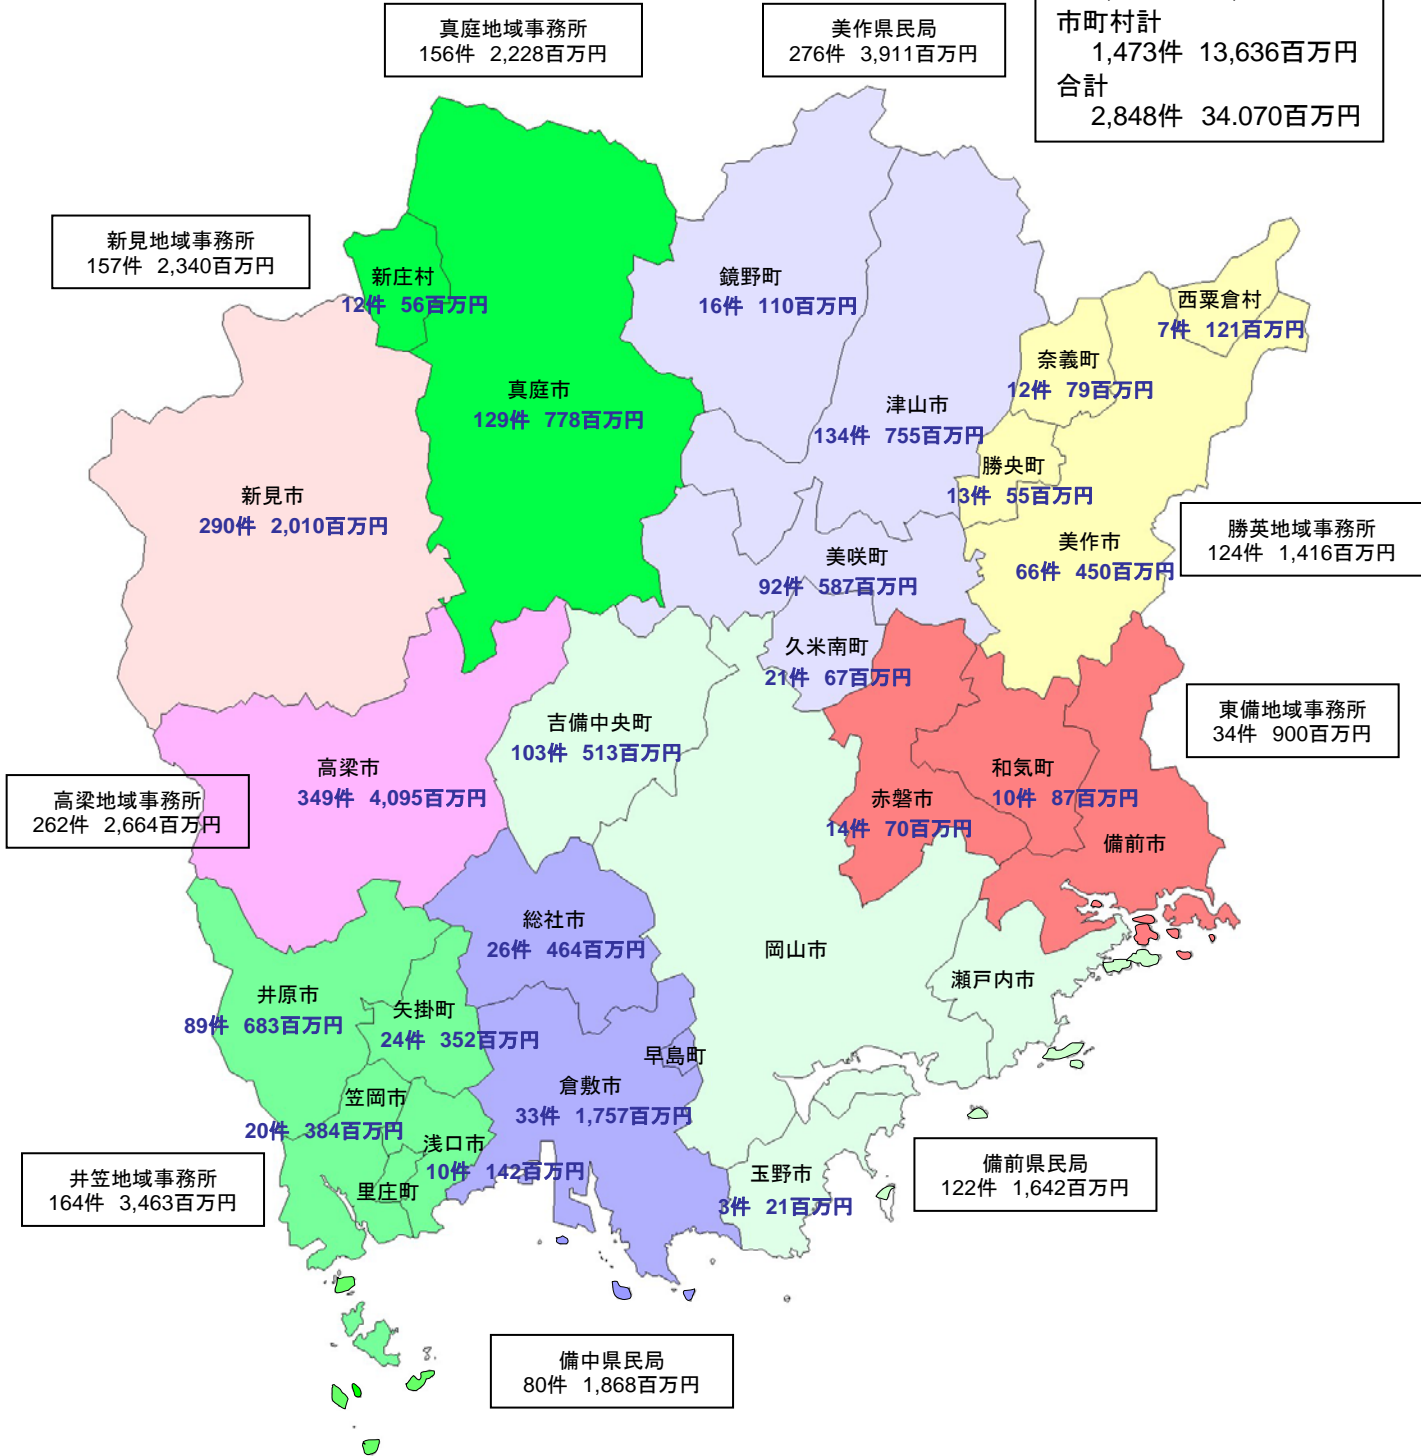 真庭地域事務所
156件 2,228百万円
美作県民局
276件 3,911百万円
市町村計
1,473件 13,636百万円
合計
2,848件 34.070百万円
新見地域事務所
157件 2,340百万円
新庄村
12件 56百万円
鏡野町
16件 110百万円
西粟倉村
7件 121百万円
奈義町
12件 79百万円
真庭市
129件 778百万円
津山市
134件 755百万円
勝央町
13件 55百万円
新見市
290件 2,010百万円
勝英地域事務所
124件 1,416百万円
美作市
66件 450百万円
美咲町
92件 587百万円
久米南町
21件 67百万円
東備地域事務所
34件 900百万円
吉備中央町
103件 513百万円
高梁市
349件 4,095百万円
和気町
10件 87百万円
高梁地域事務所
262件 2,664百万円
赤磐市
14件 70百万円
備前市
総社市
26件 464百万円
岡山市
瀬戸内市
井原市
89件 683百万円
矢掛町
24件 352百万円
早島町
倉敷市
33件 1,757百万円
笠岡市
20件 384百万円
浅口市
10件 142百万円
里庄町
井笠地域事務所
164件 3,463百万円
玉野市
3件 21百万円
備前県民局
122件 1,642百万円
備中県民局
80件 1,868百万円